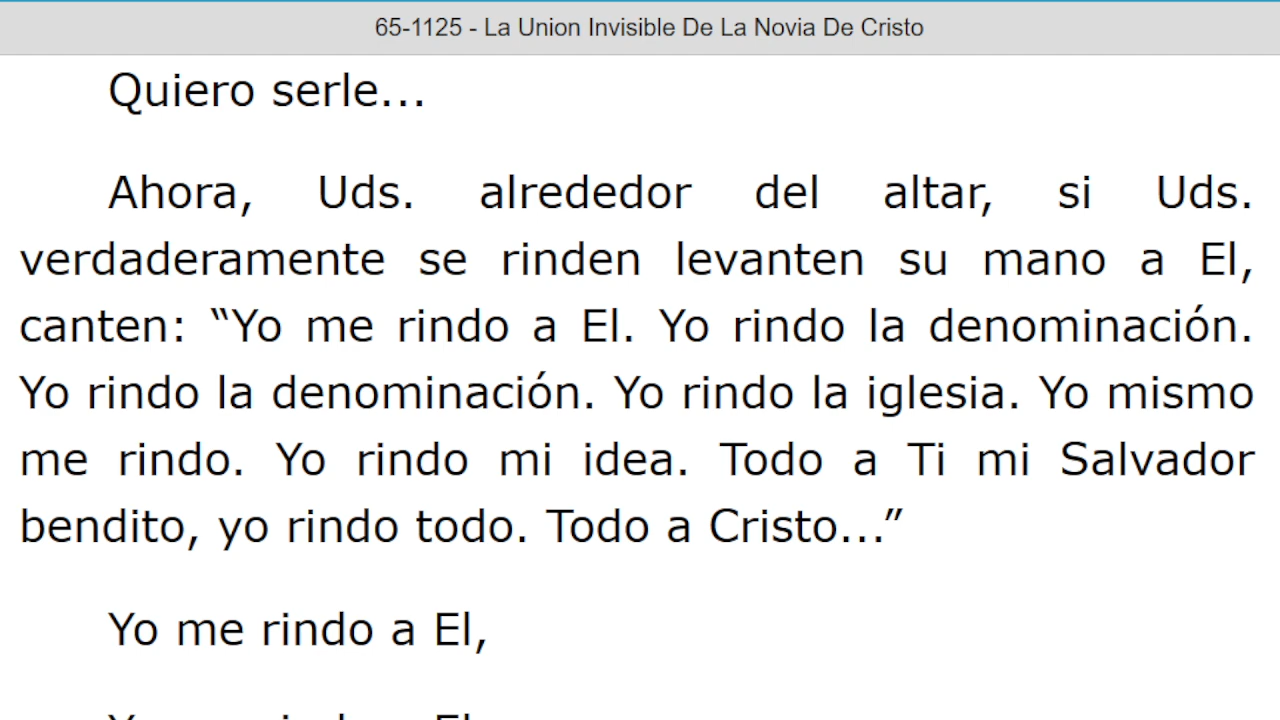 65-1125 - La Union Invisible De La Novia De Cristo
Quiero serle...
Ahora, Uds. alrededor del altar, si Uds.
verdaderamente se rinden levanten su mano a El,
canten: “Yo me rindo a El. Yo rindo la denominación.
Yo rindo la denominación. Yo rindo la iglesia. Yo mismo
me rindo. Yo rindo mi idea. Todo a Ti mi Salvador
bendito, yo rindo todo. Todo a Cristo...”
Yo me rindo a El,